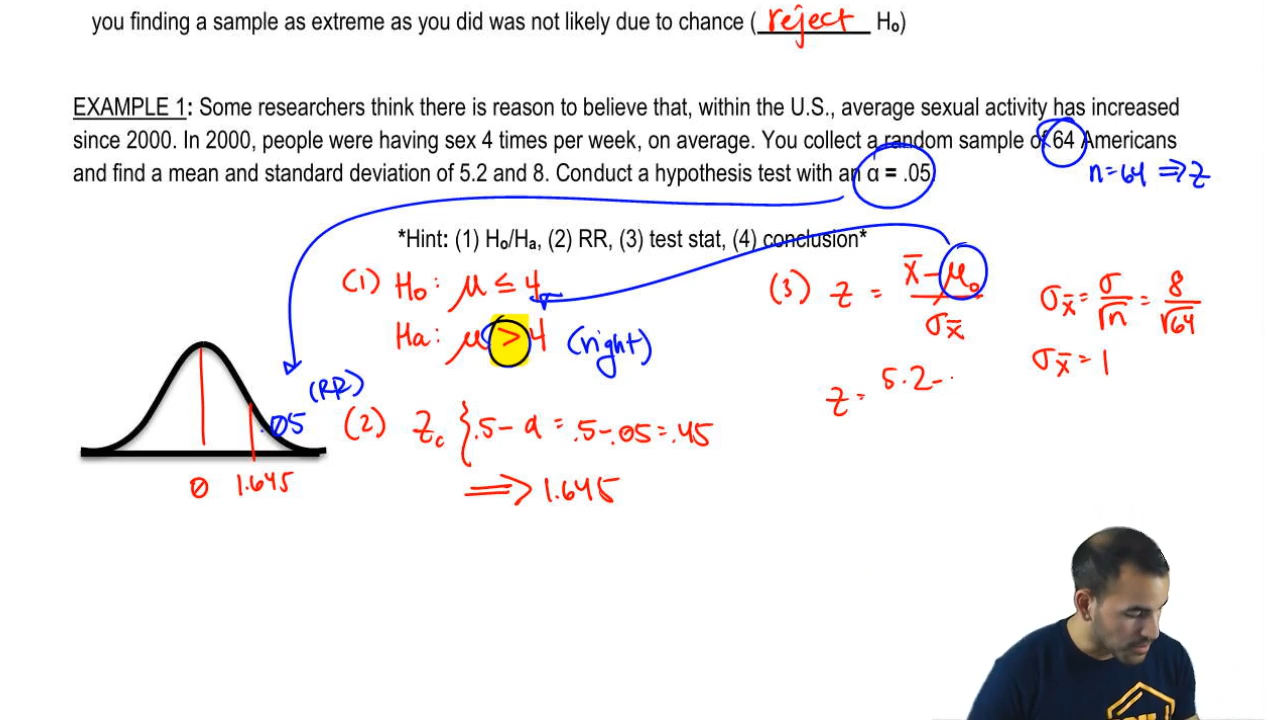 you finding a sample as extreme as you did was not likely due to chance (reject H₀)
EXAMPLE 1: Some researchers think there is reason to believe that, within the U.S., average sexual activity has increased
since 2000. In 2000, people were having sex 4 times per week, on average. You collect a random sample of 64 Americans
and find a mean and standard deviation of 5.2 and 8. Conduct a hypothesis test with an α = .05
n=64 ⇒ z
*Hint: (1) H₀/Hₐ, (2) RR, (3) test stat, (4) conclusion*
(1) H₀: μ ≤ 4
Ha: μ > 4 (right)
(RR)
.05
0 1.645
(2) Zc { .5 - α = .5-.05 = .45
⇒ 1.645
(3) z = x̄ - μ₀ / σx̄
σx̄ = σ/√n = 8/√64
σx̄ = 1
z = 5.2-